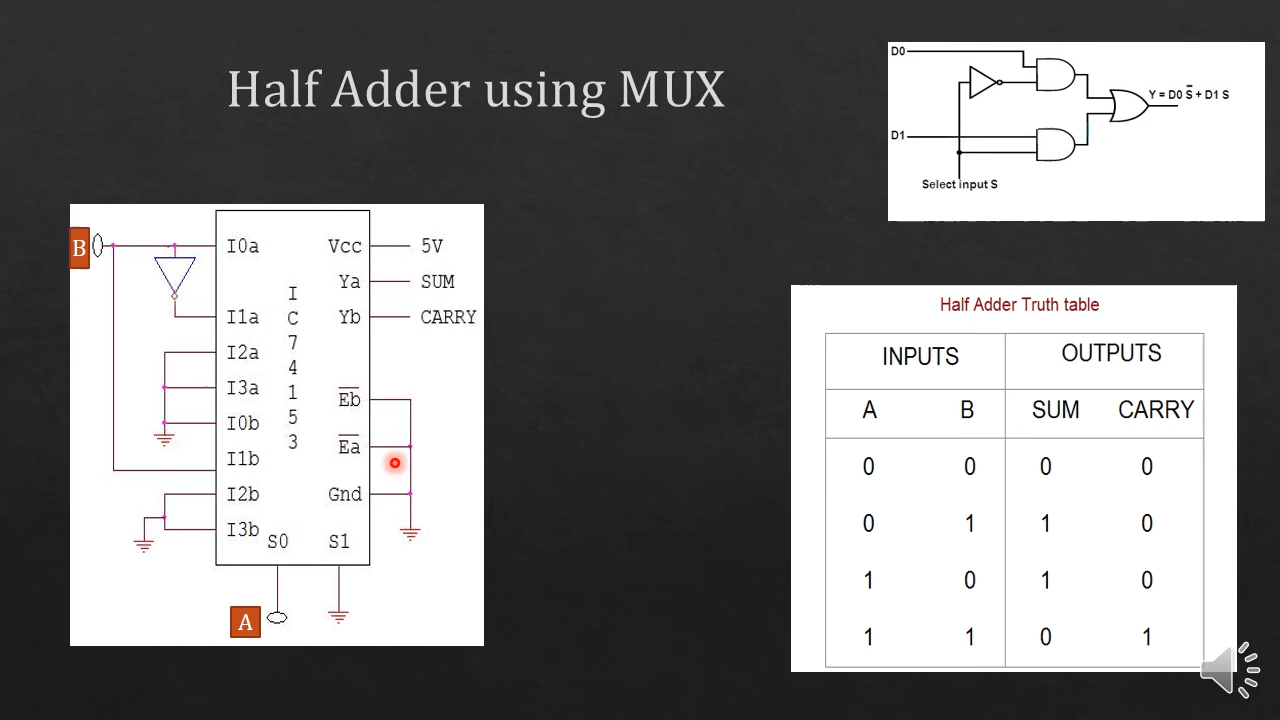 Half Adder using MUX
D0
Y = D0 S̅ + D1 S
D1
Select input S
B
I0a
Vcc
5V
Ya
SUM
I1a
Yb
CARRY
I2a
I3a
I0b
I1b
I2b
I3b
I
C
7
4
1
5
3
E̅b̅
E̅a̅
Gnd
S0
S1
A
Half Adder Truth table
INPUTS OUTPUTS
A B SUM CARRY
0 0 0 0
0 1 1 0
1 0 1 0
1 1 0 1